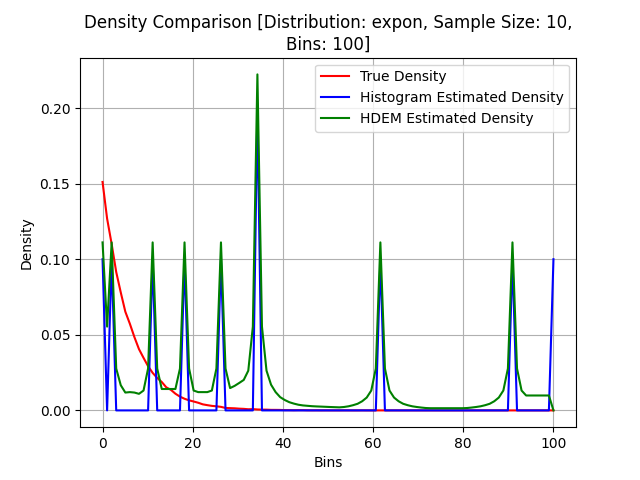 Density Comparison [Distribution: expon, Sample Size: 10,
Bins: 100]
True Density
Histogram Estimated Density
HDEM Estimated Density
0.20
0.15
0.10
0.05
0.00
Density
0 20 40 60 80 100
Bins